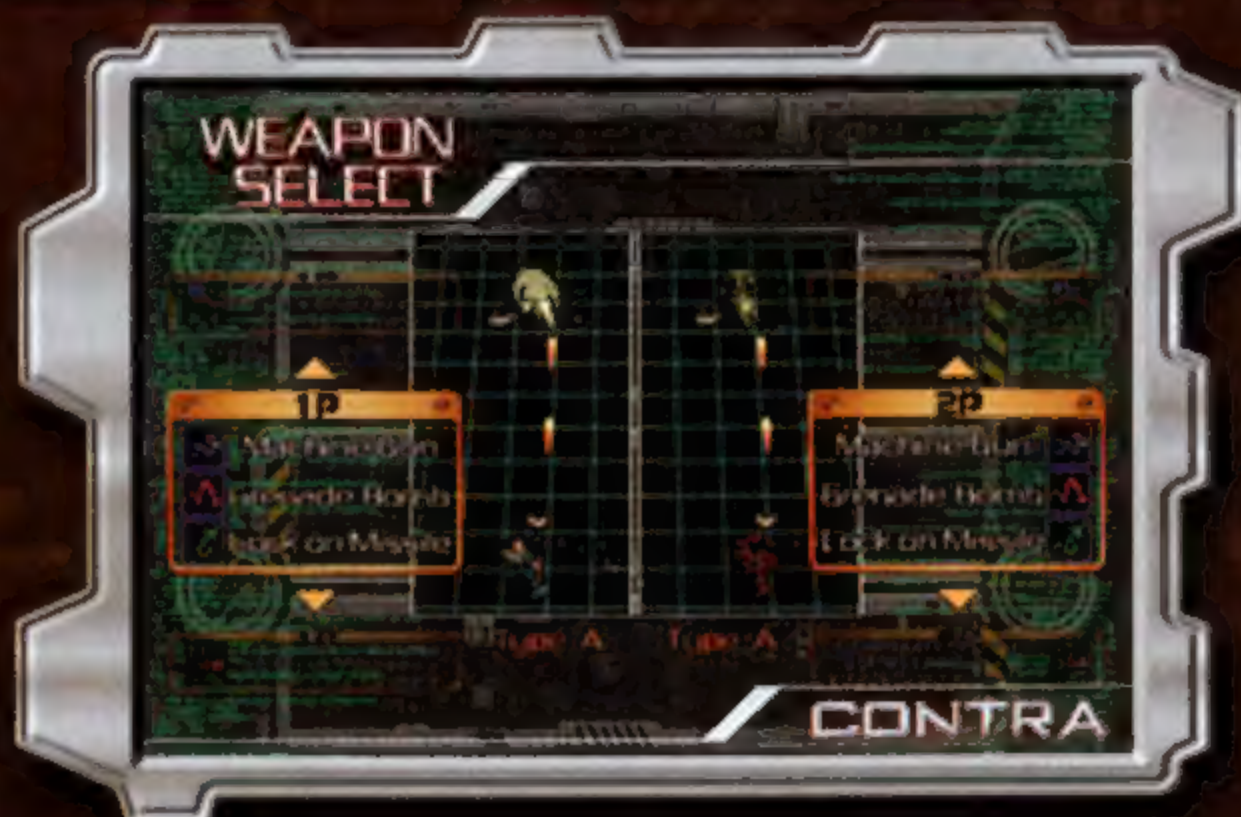 WEAPON
SELECT
1P
Machine Gun
Grenade Bomb
Lock on Missile
2P
Machine Gun
Grenade Bomb
Lock on Missile
Type A
Type A
CONTRA